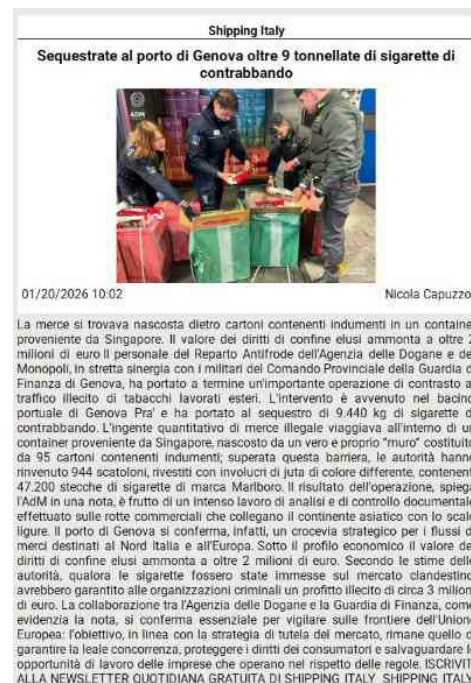 Shipping Italy
Sequestrate al porto di Genova oltre 9 tonnellate di sigarette di
contrabbando
ADM
01/20/2026 10:02
Nicola Capuzzo
La merce si trovava nascosta dietro cartoni contenenti indumenti in un container
proveniente da Singapore. Il valore dei diritti di confine elusi ammonta a oltre
milioni di euro Il personale del Reparto Antifrode dell'Agenzia delle Dogane e de
Monopoli, in stretta sinergia con i militari del Comando Provinciale della Guardia d
Finanza di Genova, ha portato a termine un'importante operazione di contrasto a
traffico illecito di tabacchi lavorati esteri. L'intervento è avvenuto nel bacino
portuale di Genova Pra' e ha portato al sequestro di 9.440 kg di sigarette d
contrabbando. L'ingente quantitativo di merce illegale viaggiava all'interno di un
container proveniente da Singapore, nascosto da un vero e proprio "muro" costituito
da 95 cartoni contenenti indumenti; superata questa barriera, le autorità hanno
rinvenuto 944 scatoloni, rivestiti con involucri di juta di colore differente, contenent
47.200 stecche di sigarette di marca Marlboro. Il risultato dell'operazione, spiega
l'AdM in una nota, è frutto di un intenso lavoro di analisi e di controllo documentale
effettuato sulle rotte commerciali che collegano il continente asiatico con lo scalo
ligure. Il porto di Genova si conferma, infatti, un crocevia strategico per i flussi d
merci destinati al Nord Italia e all'Europa. Sotto il profilo economico il valore de
diritti di confine elusi ammonta a oltre 2 milioni di euro. Secondo le stime delle
autorità, qualora le sigarette fossero state immesse sul mercato clandestino
avrebbero garantito alle organizzazioni criminali un profitto illecito di circa 3 milion
di euro. La collaborazione tra l'Agenzia delle Dogane e la Guardia di Finanza, come
evidenzia la nota, si conferma essenziale per vigilare sulle frontiere dell'Unione
Europea: l'obiettivo, in linea con la strategia di tutela del mercato, rimane quello d
garantire la leale concorrenza, proteggere i diritti dei consumatori e salvaguardare le
opportunità di lavoro delle imprese che operano nel rispetto delle regole. ISCRIVIT
ALLA NEWSLETTER QUOTIDIANA GRATUITA DI SHIPPING ITALY SHIPPING ITALY